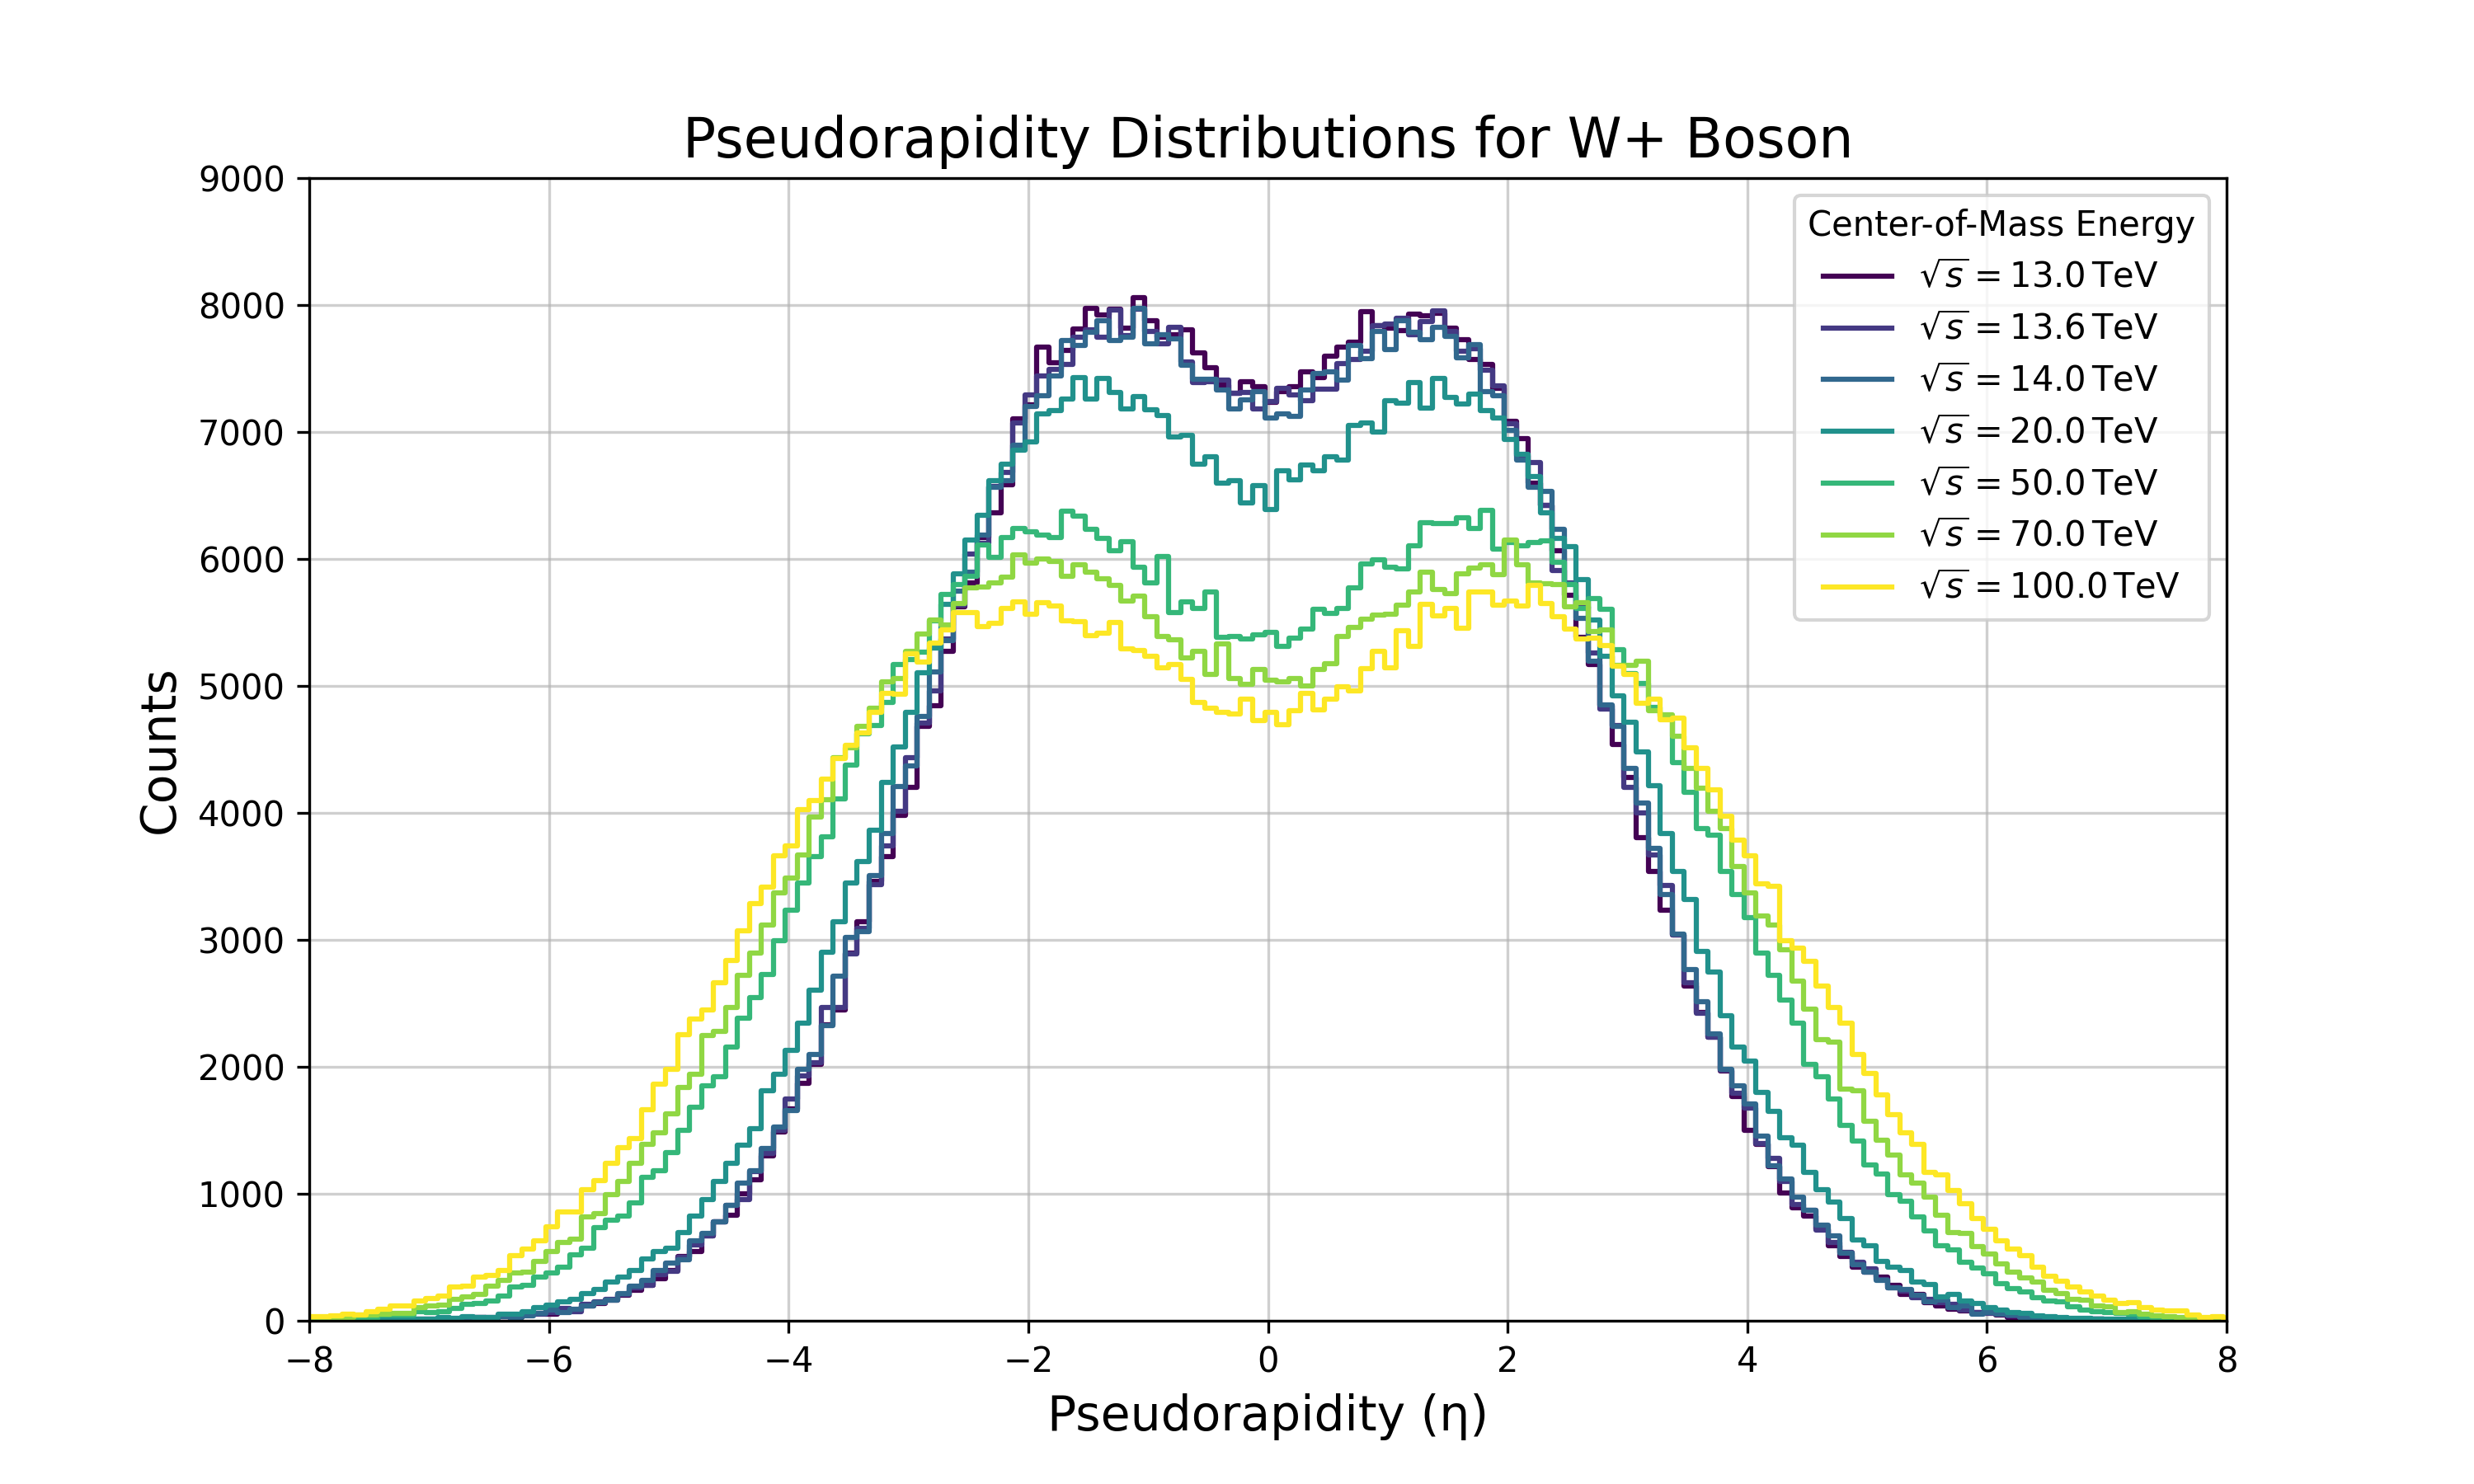 Pseudorapidity Distributions for W+ Boson
9000
8000
7000
6000
5000
4000
3000
2000
1000
0
Counts
Center-of-Mass Energy
√s = 13.0 TeV
√s = 13.6 TeV
√s = 14.0 TeV
√s = 20.0 TeV
√s = 50.0 TeV
√s = 70.0 TeV
√s = 100.0 TeV
−8 −6 −4 −2 0 2 4 6 8
Pseudorapidity (η)